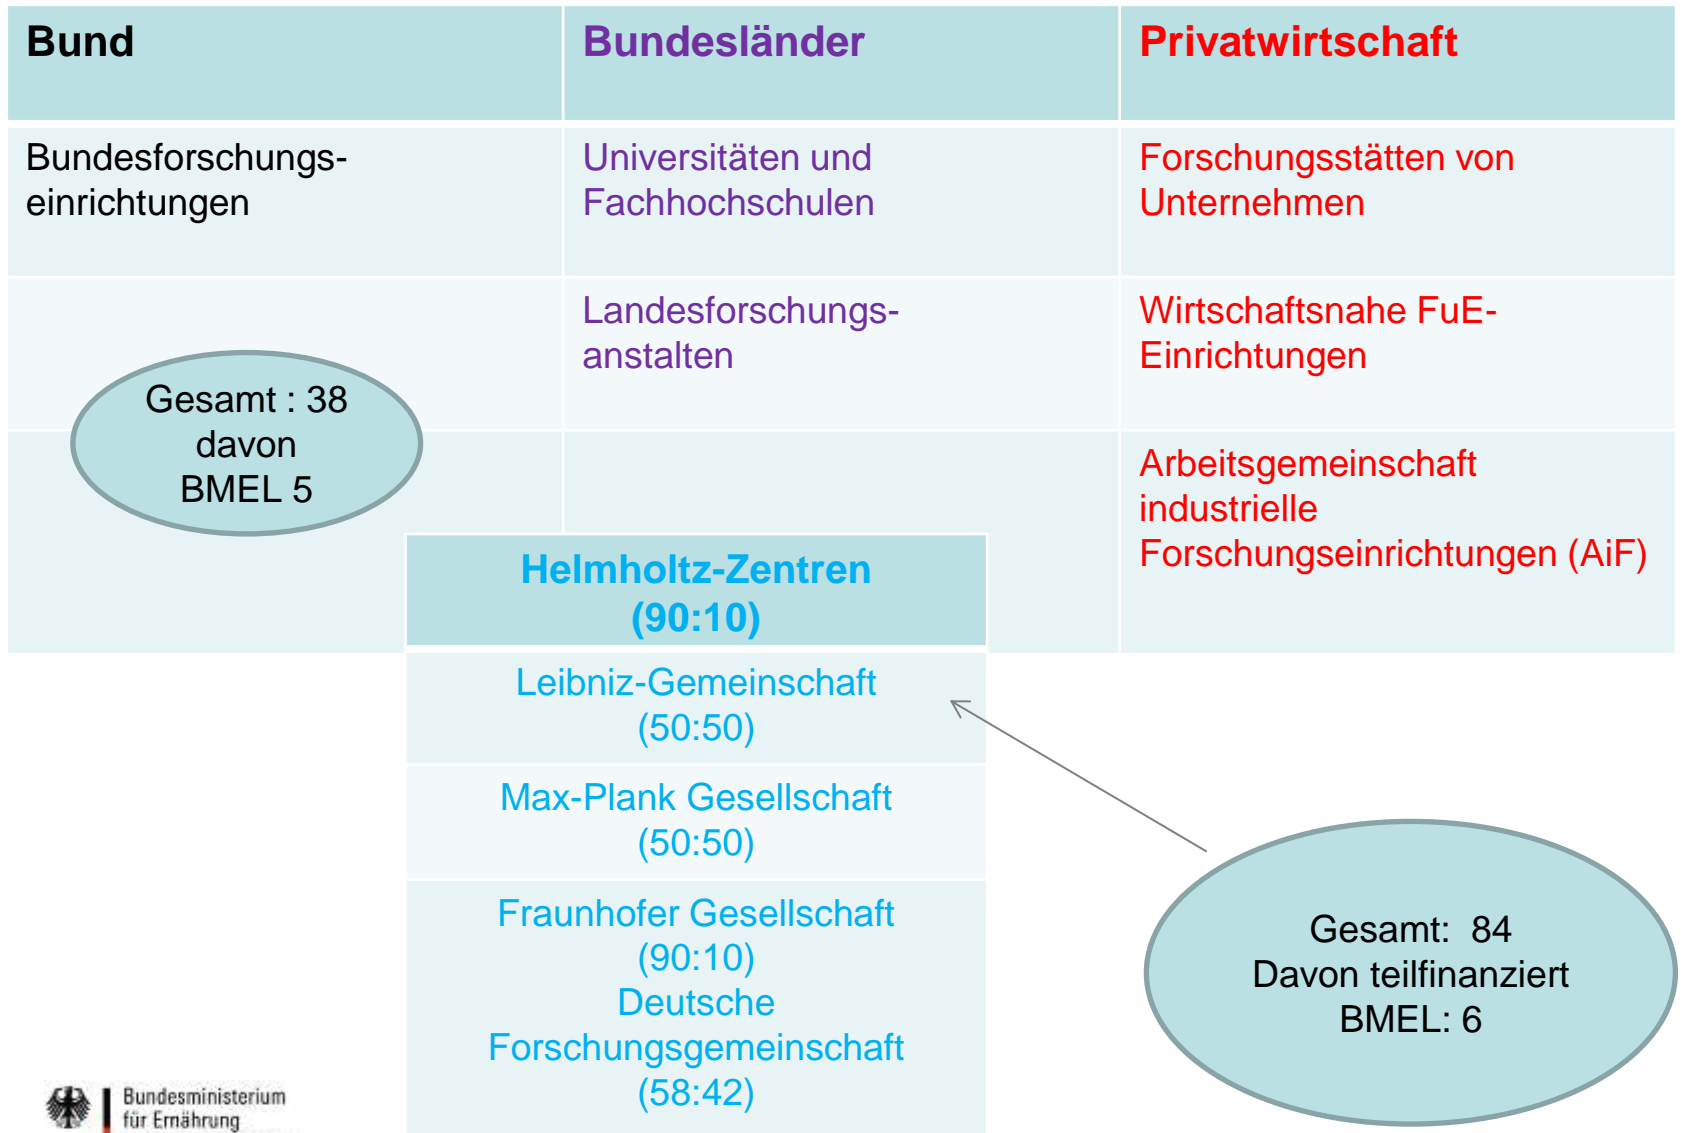 Bund
Bundesländer
Privatwirtschaft
Bundesforschungs-
einrichtungen
Universitäten und
Fachhochschulen
Forschungsstätten von
Unternehmen
Landesforschungs-
anstalten
Wirtschaftsnahe FuE-
Einrichtungen
Gesamt : 38
davon
BMEL 5
Arbeitsgemeinschaft
industrielle
Forschungseinrichtungen (AiF)
Helmholtz-Zentren
(90:10)
Leibniz-Gemeinschaft
(50:50)
Max-Plank Gesellschaft
(50:50)
Fraunhofer Gesellschaft
(90:10)
Deutsche
Forschungsgemeinschaft
(58:42)
Gesamt:  84
Davon teilfinanziert
BMEL: 6
Bundesministerium
für Ernährung